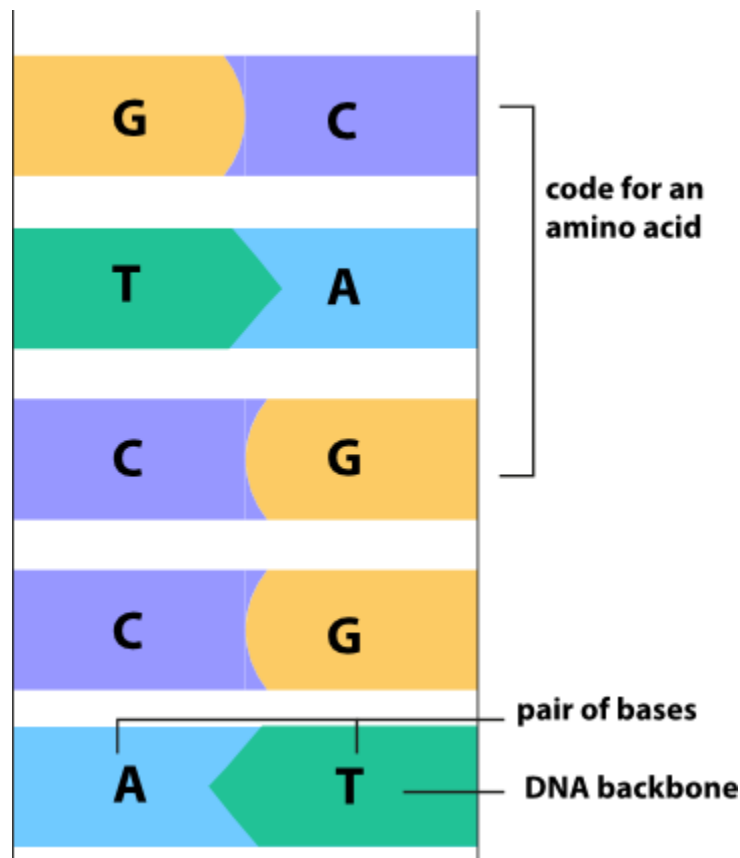 G C
code for an
amino acid
T A
C G
C G
pair of bases
A T
DNA backbone